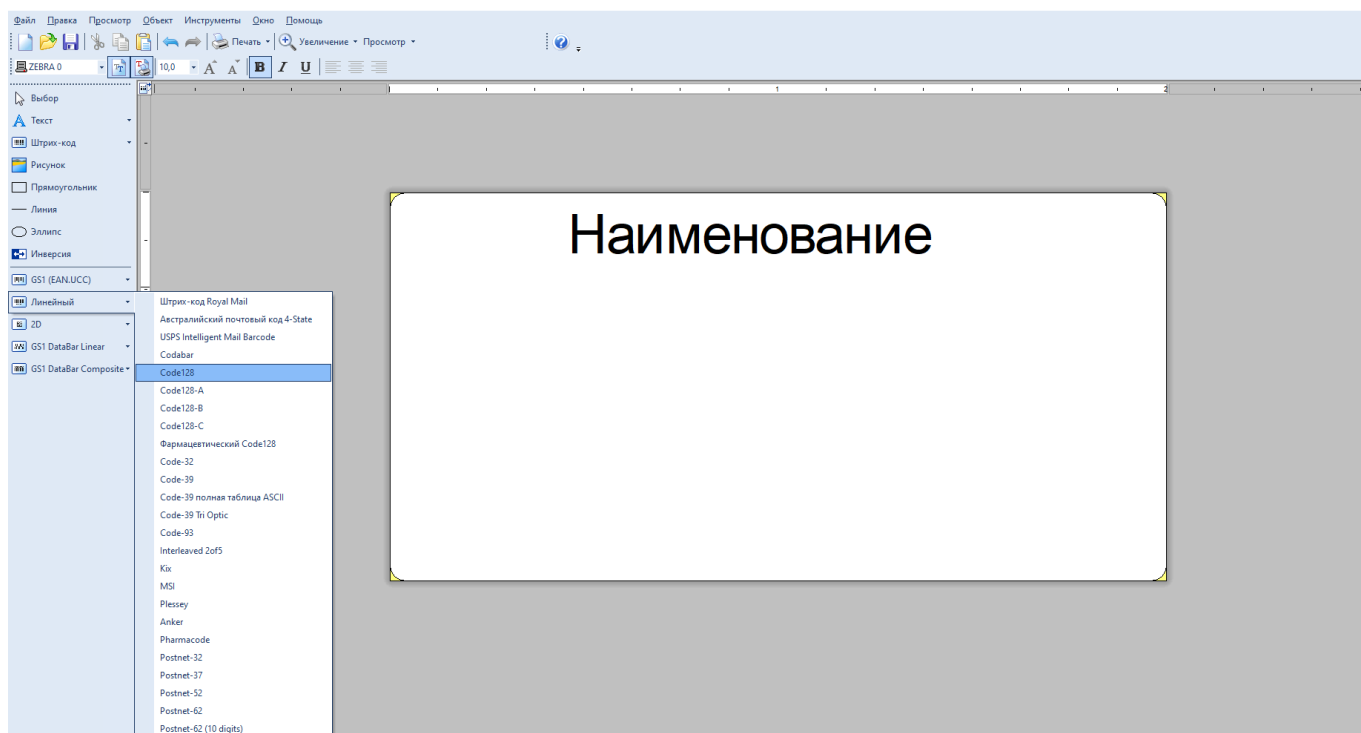 Файл Правка Просмотр Объект Инструменты Окно Помощь
Печать Увеличение Просмотр
ZEBRA 0 10,0 A A B I U
Выбор
Текст
Штрих-код
Рисунок
Прямоугольник
Линия
Эллипс
Инверсия
GS1 (EAN.UCC)
Линейный
2D
GS1 DataBar Linear
GS1 DataBar Composite
Штрих-код Royal Mail
Австралийский почтовый код 4-State
USPS Intelligent Mail Barcode
Codabar
Code128
Code128-A
Code128-B
Code128-C
Фармацевтический Code128
Code-32
Code-39
Code-39 полная таблица ASCII
Code-39 Tri Optic
Code-93
Interleaved 2of5
Kix
MSI
Plessey
Anker
Pharmacode
Postnet-32
Postnet-37
Postnet-52
Postnet-62
Postnet-62 (10 digits)
1 2
Наименование